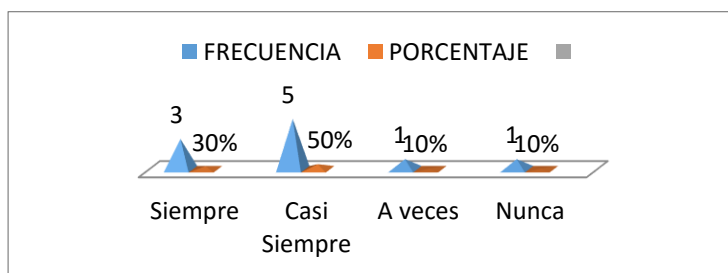 FRECUENCIA PORCENTAJE
3 30% 5 50% 1 10% 1 10%
Siempre Casi Siempre A veces Nunca